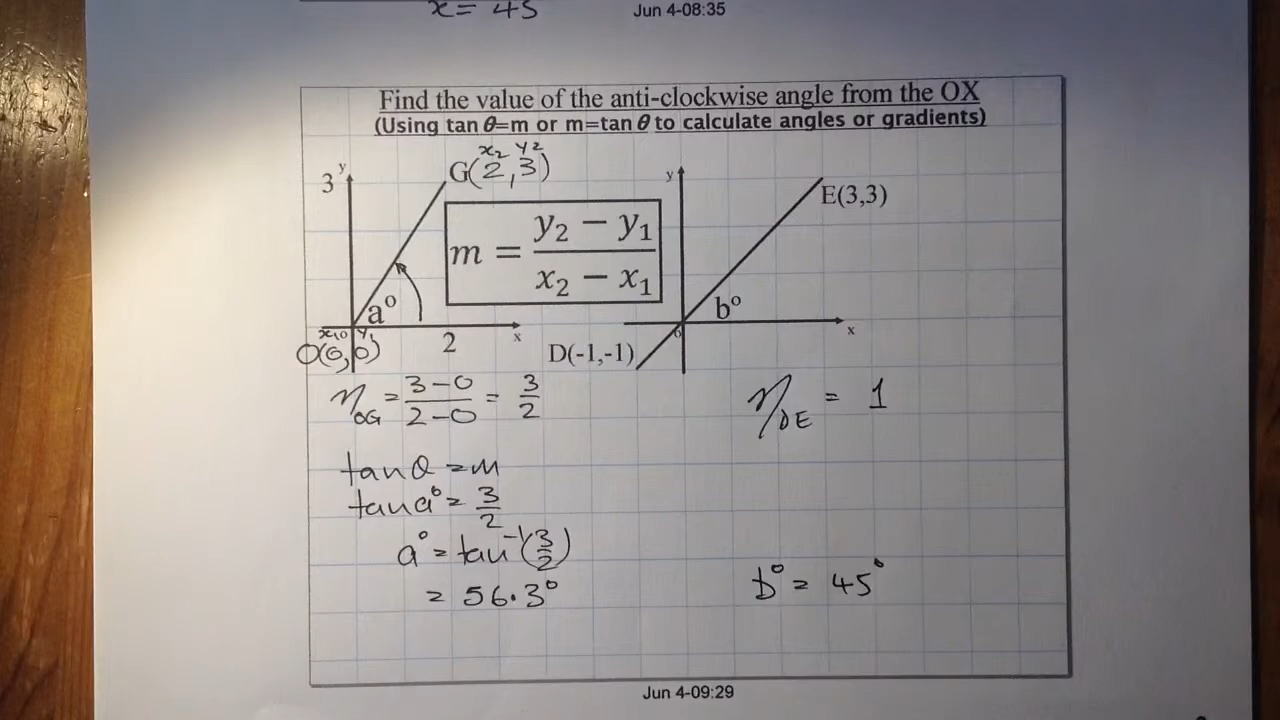 x = 45
Jun 4-08:35
Find the value of the anti-clockwise angle from the OX
(Using tan θ=m or m=tan θ to calculate angles or gradients)
y
3
x₂ y₂
G(2,3)
m = y₂ − y₁ / x₂ − x₁
a°
x₁ y₁
O(0,0)
2
x
m_OG = 3−0 / 2−0 = 3/2
tan θ = m
tan a° = 3/2
a° = tan⁻¹(3/2)
= 56.3°
y
E(3,3)
b°
x
D(-1,-1)
m_DE = 1
b° = 45°
Jun 4-09:29